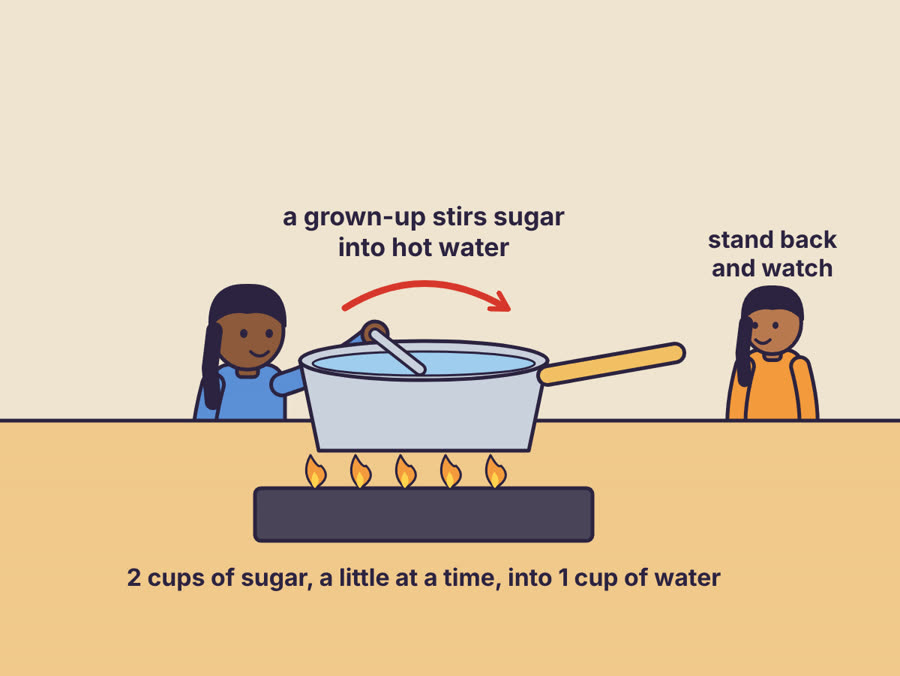 a grown-up stirs sugar
into hot water
stand back
and watch
2 cups of sugar, a little at a time, into 1 cup of water